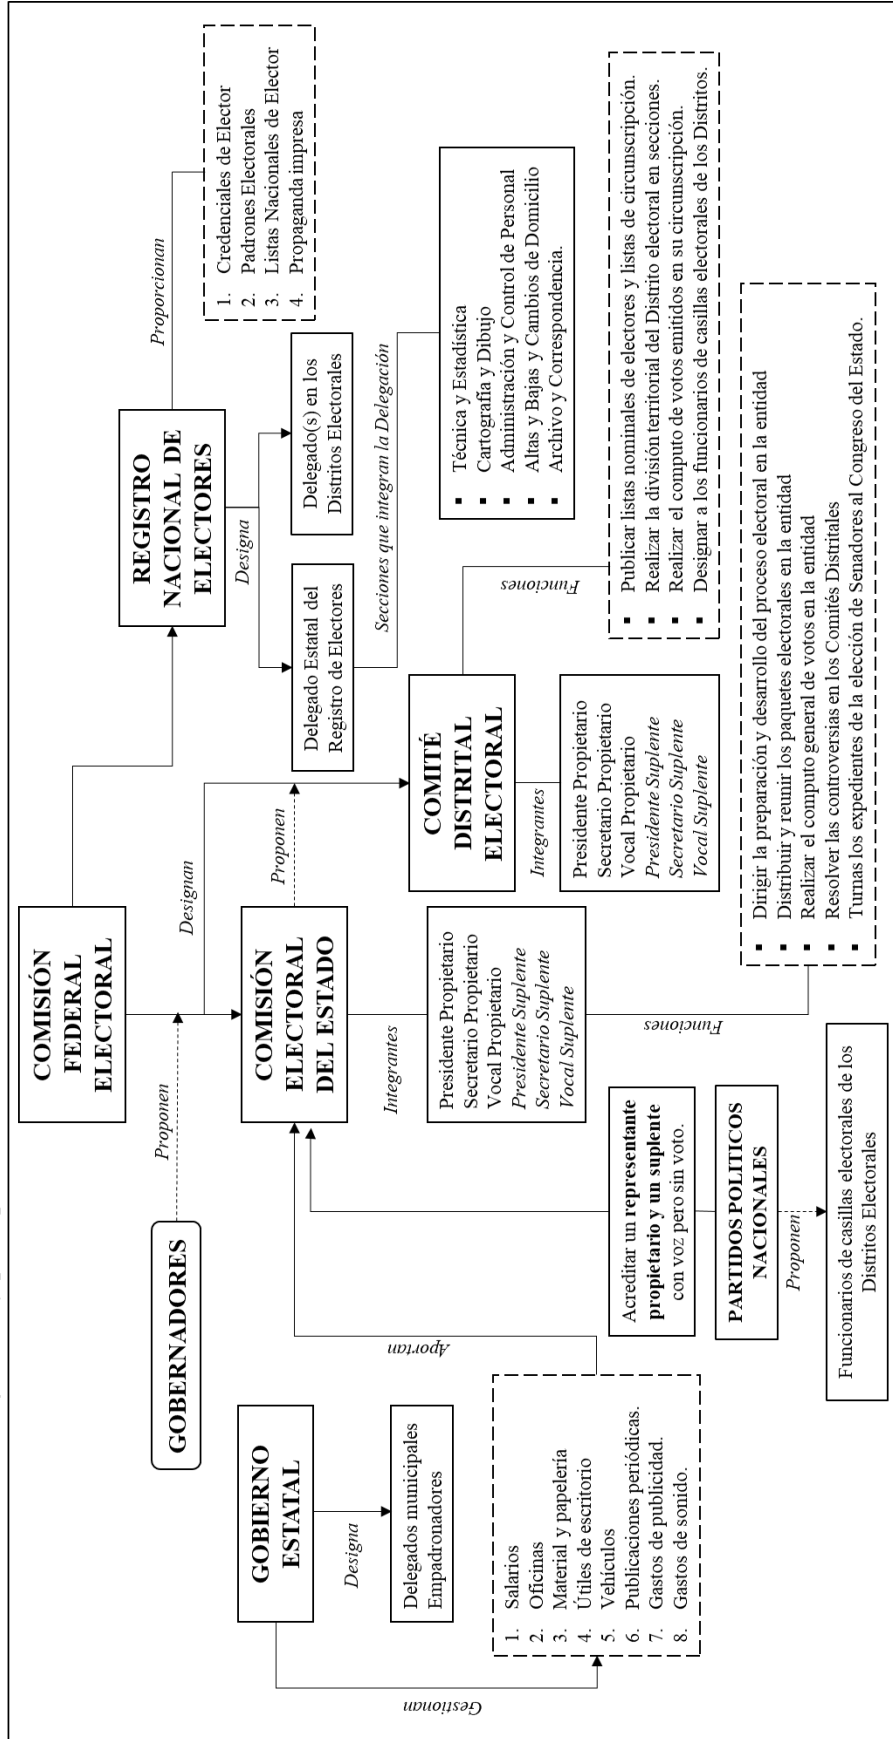 COMISIÓN
FEDERAL
ELECTORAL
GOBERNADORES
Proponen
Designan
REGISTRO
NACIONAL DE
ELECTORES
Proporcionan
1. Credenciales de Elector
2. Padrones Electorales
3. Listas Nacionales de Elector
4. Propaganda impresa
Designa
Delegado Estatal del
Registro de Electores
Delegado(s) en los
Distritos Electorales
Secciones que integran la Delegación
▪ Técnica y Estadística
▪ Cartografía y Dibujo
▪ Administración y Control de Personal
▪ Altas y Bajas y Cambios de Domicilio
▪ Archivo y Correspondencia.
GOBIERNO
ESTATAL
Designa
Delegados municipales
Empadronadores
Gestionan
1. Salarios
2. Oficinas
3. Material y papelería
4. Útiles de escritorio
5. Vehículos
6. Publicaciones periódicas.
7. Gastos de publicidad.
8. Gastos de sonido.
Aportan
COMISIÓN
ELECTORAL
DEL ESTADO
Proponen
Integrantes
Presidente Propietario
Secretario Propietario
Vocal Propietario
Presidente Suplente
Secretario Suplente
Vocal Suplente
Funciones
▪ Dirigir la preparación y desarrollo del proceso electoral en la entidad
▪ Distribuir y reunir los paquetes electorales en la entidad
▪ Realizar el computo general de votos en la entidad
▪ Resolver las controversias en los Comités Distritales
▪ Turnas los expedientes de la elección de Senadores al Congreso del Estado.
COMITÉ
DISTRITAL
ELECTORAL
Integrantes
Presidente Propietario
Secretario Propietario
Vocal Propietario
Presidente Suplente
Secretario Suplente
Vocal Suplente
Funciones
▪ Publicar listas nominales de electores y listas de circunscripción.
▪ Realizar la división territorial del Distrito electoral en secciones.
▪ Realizar el computo de votos emitidos en su circunscripción.
▪ Designar a los funcionarios de casillas electorales de los Distritos.
Acreditar un representante
propietario y un suplente
con voz pero sin voto.
PARTIDOS POLITICOS
NACIONALES
Proponen
Funcionarios de casillas electorales de los
Distritos Electorales